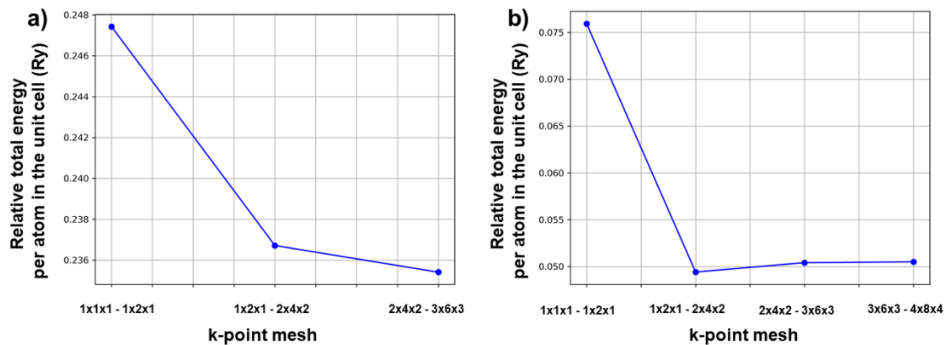 a)
Relative total energy
per atom in the unit cell (Ry)
0.248
0.246
0.244
0.242
0.240
0.238
0.236
1x1x1 - 1x2x1
1x2x1 - 2x4x2
2x4x2 - 3x6x3
k-point mesh
b)
Relative total energy
per atom in the unit cell (Ry)
0.075
0.070
0.065
0.060
0.055
0.050
1x1x1 - 1x2x1
1x2x1 - 2x4x2
2x4x2 - 3x6x3
3x6x3 - 4x8x4
k-point mesh